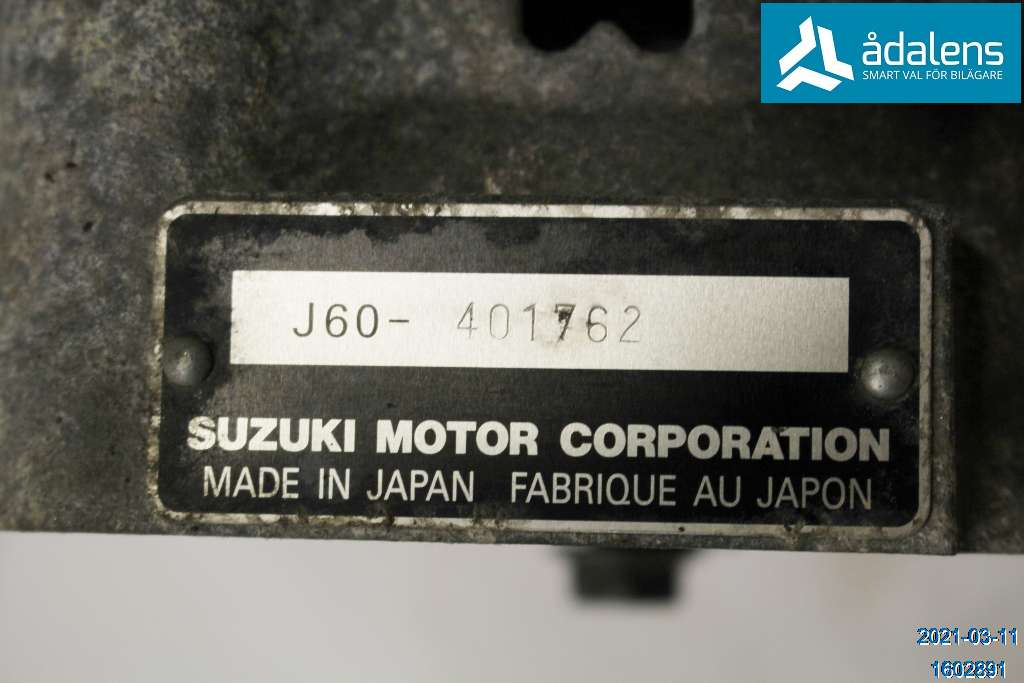 ådalens
SMART VAL FÖR BILÄGARE
J60- 401762
SUZUKI MOTOR CORPORATION
MADE IN JAPAN FABRIQUE AU JAPON
2021-03-11
1602891